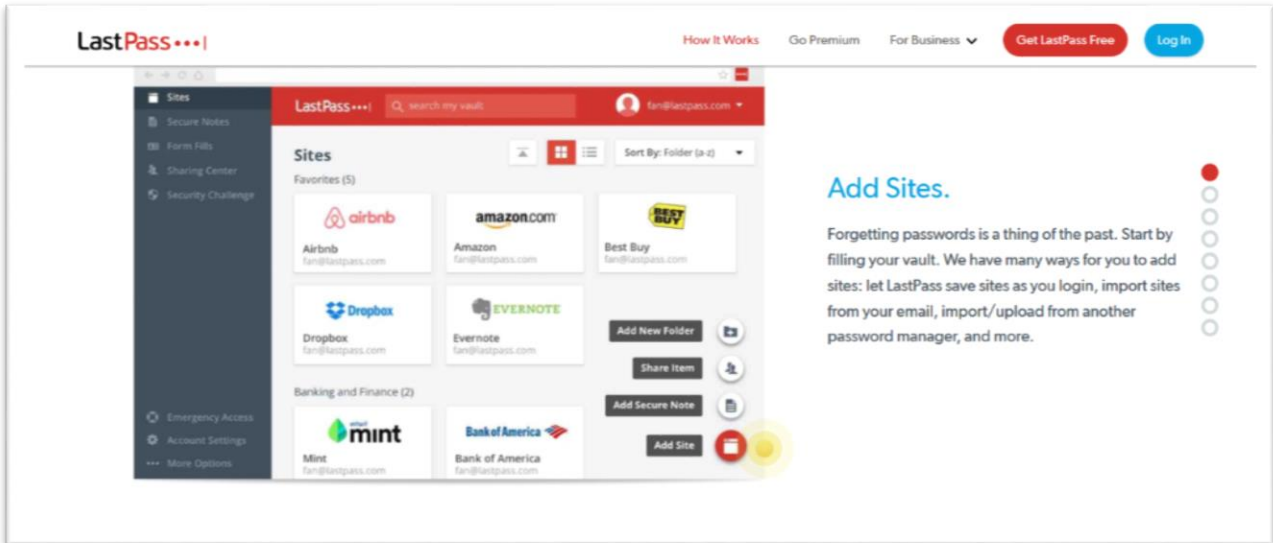 LastPass
How It Works
Go Premium
For Business
Get LastPass Free
Log In
Sites
Secure Notes
Form Fills
Sharing Center
Security Challenge
Emergency Access
Account Settings
More Options
LastPass
search my vault
fan@lastpass.com
Sites
Sort By: Folder (a-z)
Favorites (5)
airbnb
Airbnb
fan@lastpass.com
amazon.com
Amazon
fan@lastpass.com
BEST
BUY
Best Buy
fan@lastpass.com
Dropbox
Dropbox
fan@lastpass.com
EVERNOTE
Evernote
fan@lastpass.com
Add New Folder
Share Item
Add Secure Note
Add Site
Banking and Finance (2)
intuit
mint
Mint
fan@lastpass.com
Bank of America
Bank of America
fan@lastpass.com
Add Sites.
Forgetting passwords is a thing of the past. Start by
filling your vault. We have many ways for you to add
sites: let LastPass save sites as you login, import sites
from your email, import/upload from another
password manager, and more.